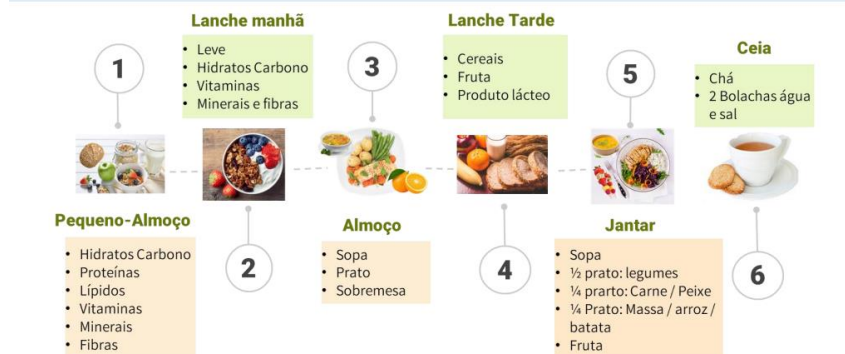 1
Pequeno-Almoço
• Hidratos Carbono
• Proteínas
• Lípidos
• Vitaminas
• Minerais
• Fibras
Lanche manhã
• Leve
• Hidratos Carbono
• Vitaminas
• Minerais e fibras
2
3
Almoço
• Sopa
• Prato
• Sobremesa
Lanche Tarde
• Cereais
• Fruta
• Produto lácteo
4
5
Jantar
• Sopa
• ½ prato: legumes
• ¼ prarto: Carne / Peixe
• ¼ Prato: Massa / arroz /
batata
• Fruta
Ceia
• Chá
• 2 Bolachas água
e sal
6